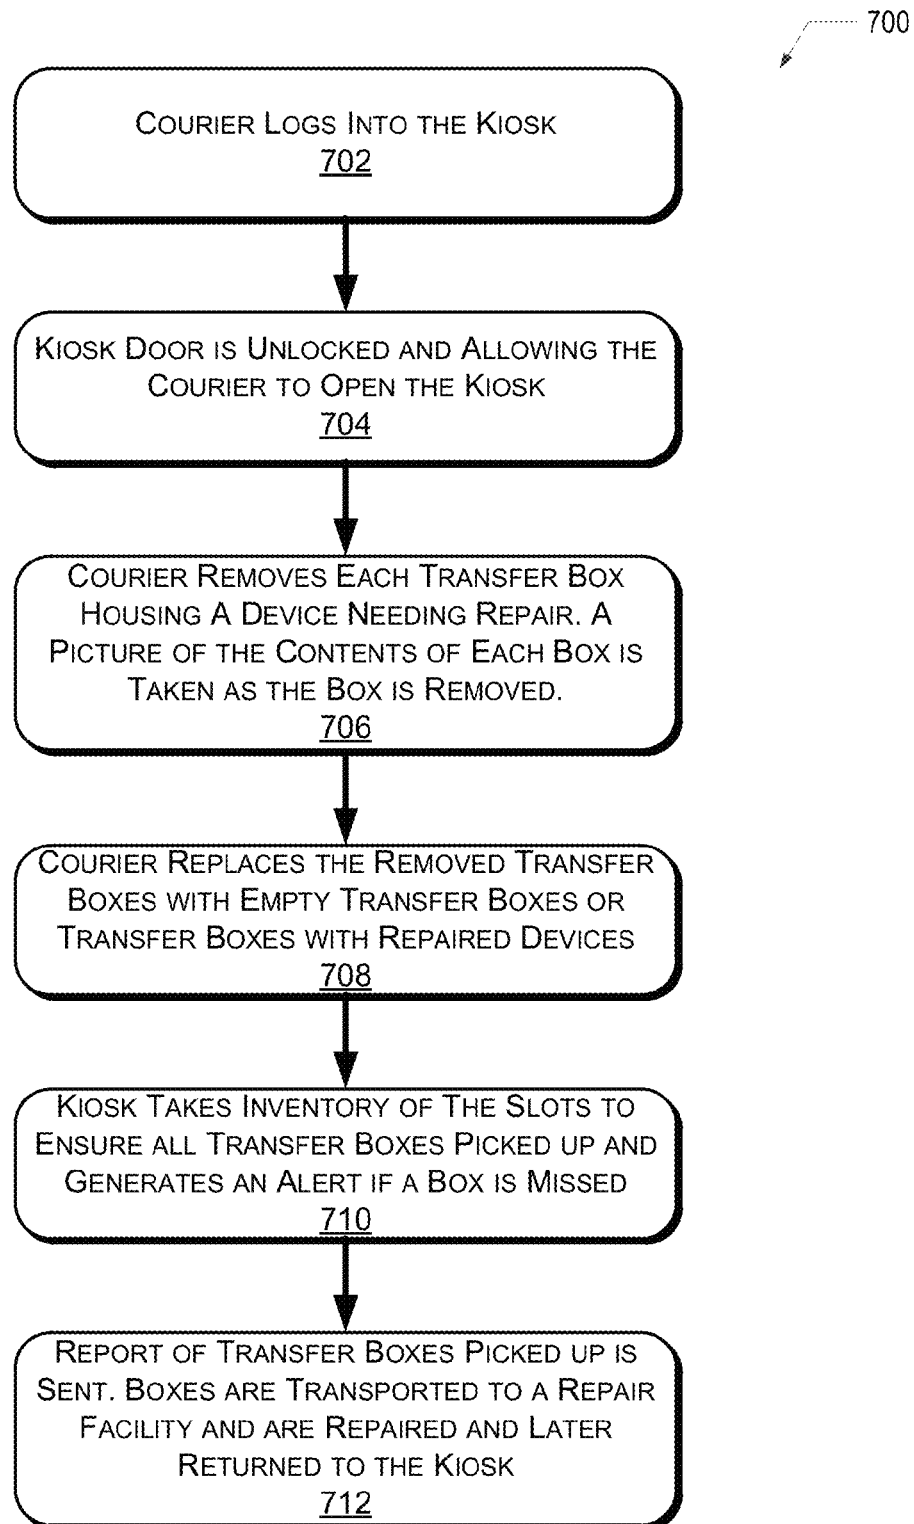 700
COURIER LOGS INTO THE KIOSK
702
KIOSK DOOR IS UNLOCKED AND ALLOWING THE
COURIER TO OPEN THE KIOSK
704
COURIER REMOVES EACH TRANSFER BOX
HOUSING A DEVICE NEEDING REPAIR. A
PICTURE OF THE CONTENTS OF EACH BOX IS
TAKEN AS THE BOX IS REMOVED.
706
COURIER REPLACES THE REMOVED TRANSFER
BOXES WITH EMPTY TRANSFER BOXES OR
TRANSFER BOXES WITH REPAIRED DEVICES
708
KIOSK TAKES INVENTORY OF THE SLOTS TO
ENSURE ALL TRANSFER BOXES PICKED UP AND
GENERATES AN ALERT IF A BOX IS MISSED
710
REPORT OF TRANSFER BOXES PICKED UP IS
SENT. BOXES ARE TRANSPORTED TO A REPAIR
FACILITY AND ARE REPAIRED AND LATER
RETURNED TO THE KIOSK
712